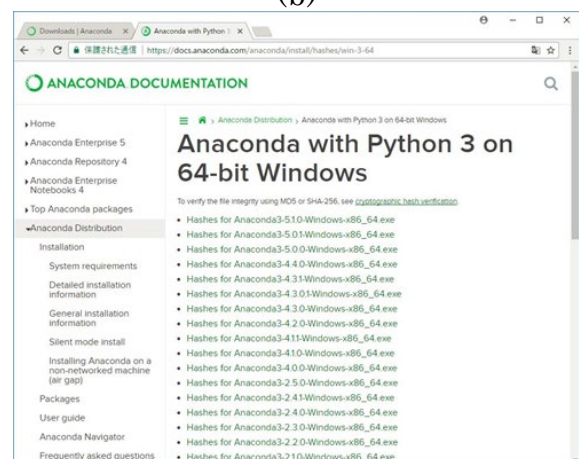 (b)
Downloads | Anaconda
Anaconda with Python 3
保護された通信 | https://docs.anaconda.com/anaconda/install/hashes/win-3-64
ANACONDA DOCUMENTATION
Home
Anaconda Enterprise 5
Anaconda Repository 4
Anaconda Enterprise
Notebooks 4
Top Anaconda packages
Anaconda Distribution
Installation
System requirements
Detailed installation
information
General installation
information
Silent mode install
Installing Anaconda on a
non-networked machine
(air gap)
Packages
User guide
Anaconda Navigator
Frequently asked questions
Anaconda Distribution > Anaconda with Python 3 on 64-bit Windows
Anaconda with Python 3 on
64-bit Windows
To verify the file integrity using MD5 or SHA-256, see cryptographic hash verification.
Hashes for Anaconda3-5.1.0-Windows-x86_64.exe
Hashes for Anaconda3-5.0.1-Windows-x86_64.exe
Hashes for Anaconda3-5.0.0-Windows-x86_64.exe
Hashes for Anaconda3-4.4.0-Windows-x86_64.exe
Hashes for Anaconda3-4.3.1-Windows-x86_64.exe
Hashes for Anaconda3-4.3.0.1-Windows-x86_64.exe
Hashes for Anaconda3-4.3.0-Windows-x86_64.exe
Hashes for Anaconda3-4.2.0-Windows-x86_64.exe
Hashes for Anaconda3-4.1.1-Windows-x86_64.exe
Hashes for Anaconda3-4.1.0-Windows-x86_64.exe
Hashes for Anaconda3-4.0.0-Windows-x86_64.exe
Hashes for Anaconda3-2.5.0-Windows-x86_64.exe
Hashes for Anaconda3-2.4.1-Windows-x86_64.exe
Hashes for Anaconda3-2.4.0-Windows-x86_64.exe
Hashes for Anaconda3-2.3.0-Windows-x86_64.exe
Hashes for Anaconda3-2.2.0-Windows-x86_64.exe
Hashes for Anaconda3-2.1.0-Windows-x86_64.exe